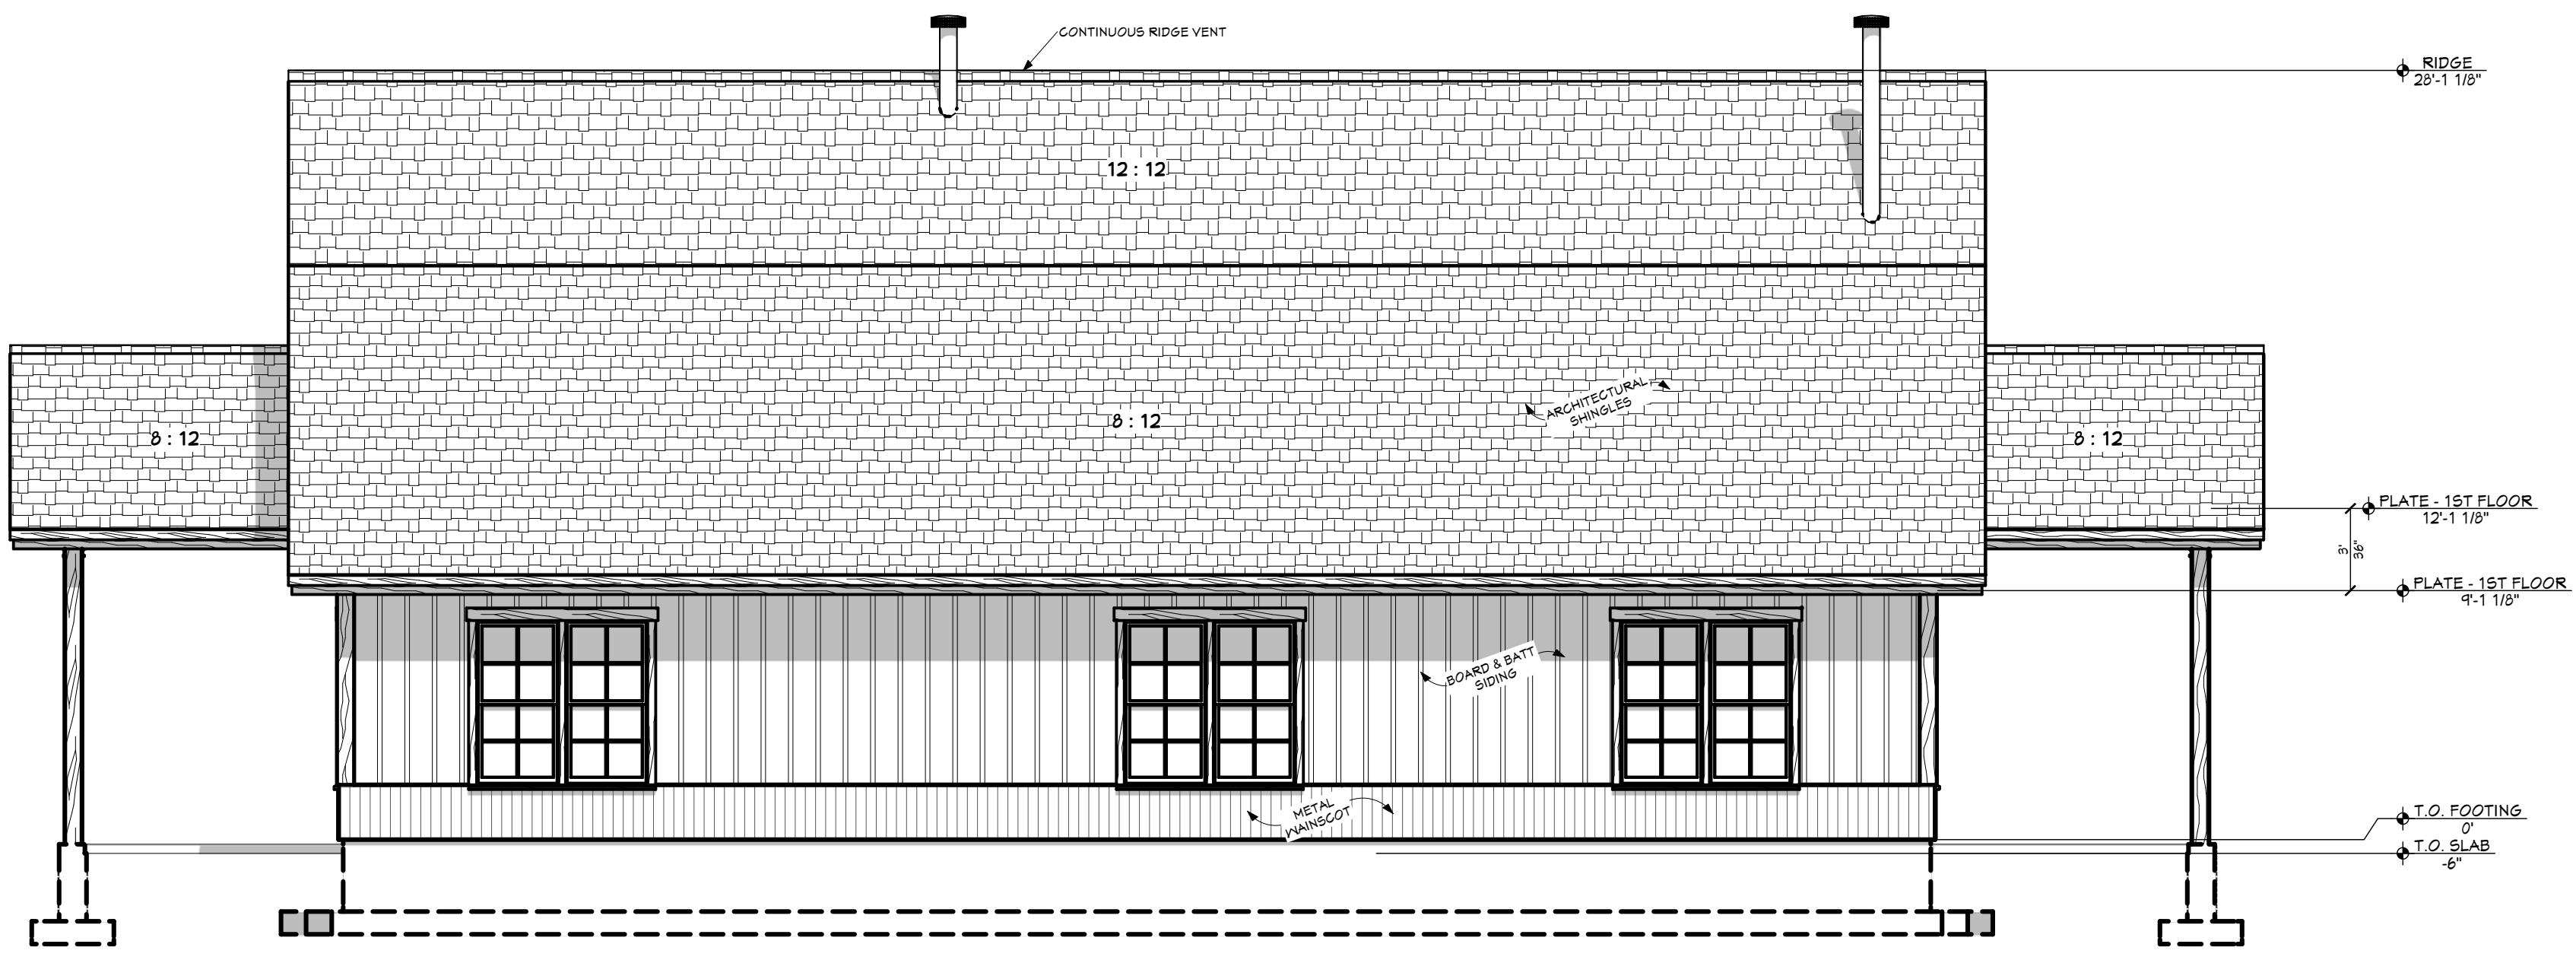 CONTINUOUS RIDGE VENT
RIDGE
28'-1 1/8"
12 : 12
8 : 12
8 : 12
ARCHITECTURAL
SHINGLES
8 : 12
PLATE - 1ST FLOOR
12'-1 1/8"
3'
36"
PLATE - 1ST FLOOR
9'-1 1/8"
BOARD & BATT
SIDING
METAL
WAINSCOT
T.O. FOOTING
0'
T.O. SLAB
-6"